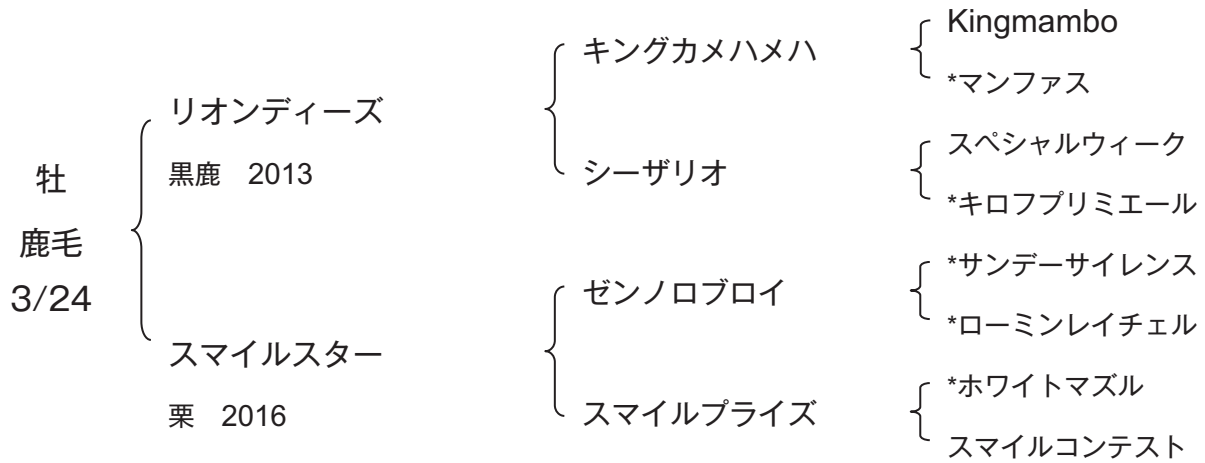 牡
鹿毛
3/24
リオンディーズ
黒鹿　2013
スマイルスター
栗　2016
キングカメハメハ
シーザリオ
ゼンノロブロイ
スマイルプライズ
Kingmambo
*マンファス
スペシャルウィーク
*キロフプリミエール
*サンデーサイレンス
*ローミンレイチェル
*ホワイトマズル
スマイルコンテスト